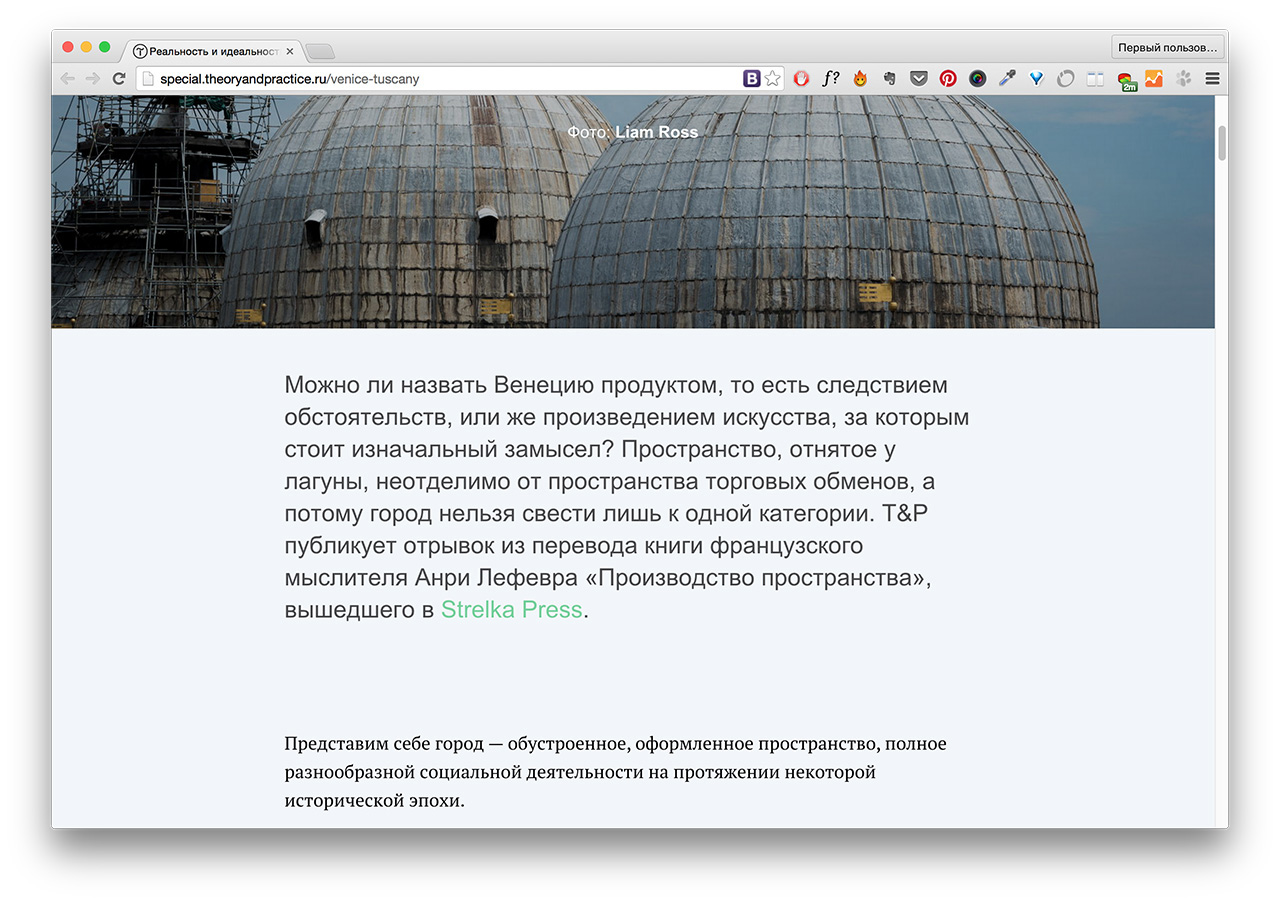 Реальность и идеальност
Первый пользов...
special.theoryandpractice.ru/venice-tuscany
B
f?
2m
Фото: Liam Ross
Можно ли назвать Венецию продуктом, то есть следствием
обстоятельств, или же произведением искусства, за которым
стоит изначальный замысел? Пространство, отнятое у
лагуны, неотделимо от пространства торговых обменов, а
потому город нельзя свести лишь к одной категории. T&P
публикует отрывок из перевода книги французского
мыслителя Анри Лефевра «Производство пространства»,
вышедшего в Strelka Press.
Представим себе город — обустроенное, оформленное пространство, полное
разнообразной социальной деятельности на протяжении некоторой
исторической эпохи.